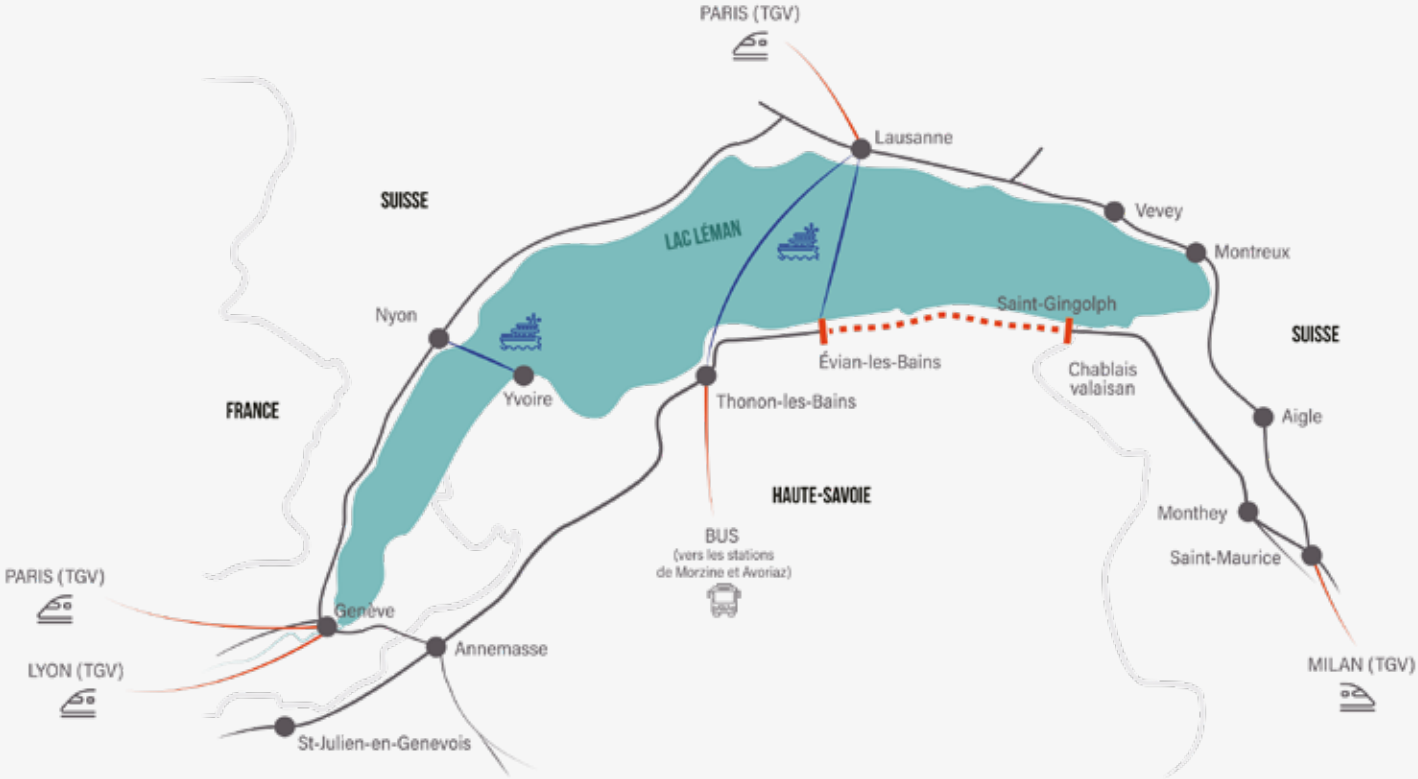 PARIS (TGV)
Lausanne
SUISSE
Vevey
LAC LÉMAN
Montreux
Saint-Gingolph
Nyon
SUISSE
Évian-les-Bains
Chablais
valaisan
Yvoire
Thonon-les-Bains
FRANCE
Aigle
HAUTE-SAVOIE
Monthey
BUS
(vers les stations
de Morzine et Avoriaz)
Saint-Maurice
PARIS (TGV)
Genève
Annemasse
LYON (TGV)
MILAN (TGV)
St-Julien-en-Genevois